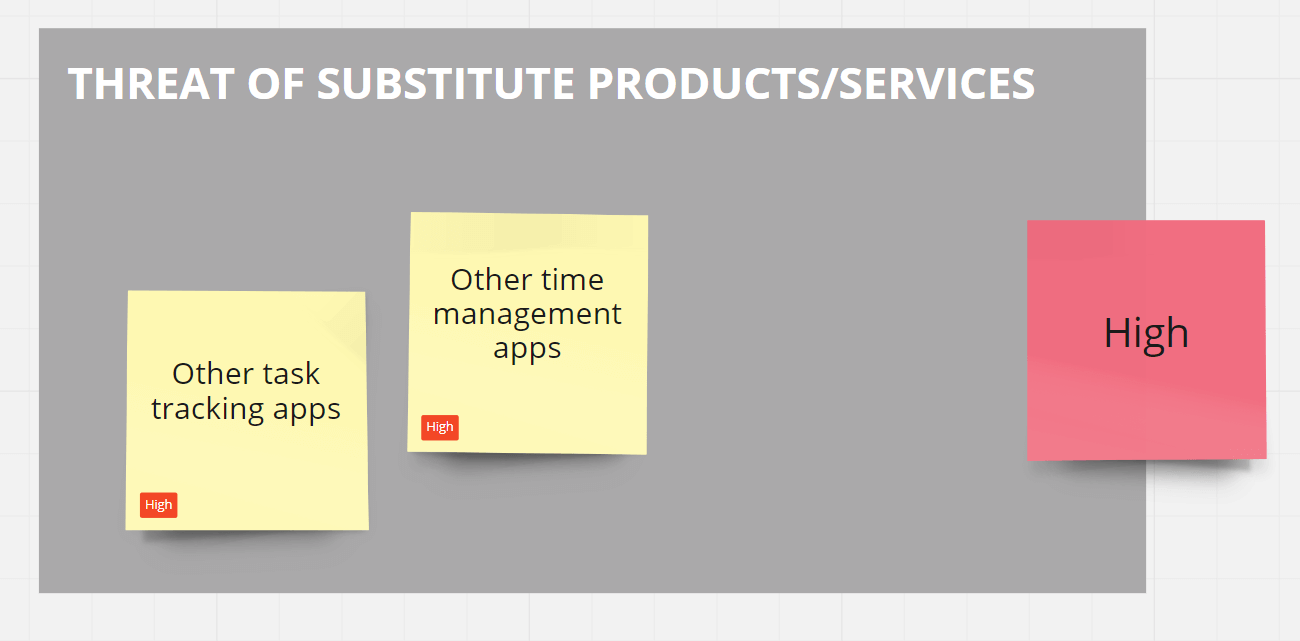 THREAT OF SUBSTITUTE PRODUCTS/SERVICES
Other task
tracking apps
High
Other time
management
apps
High
High